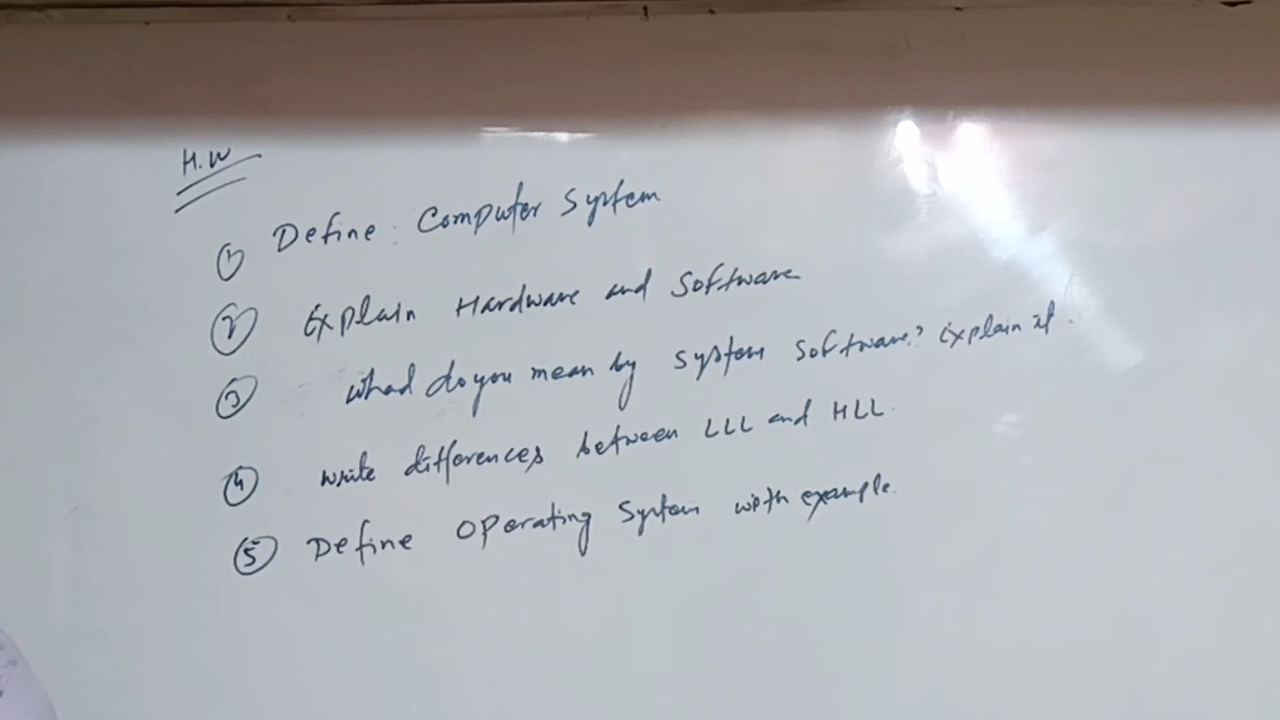 H.W
① Define : Computer System
② Explain Hardware and Software
③ what do you mean by system software? Explain it.
④ write differences between LLL and HLL.
⑤ Define Operating System with example.